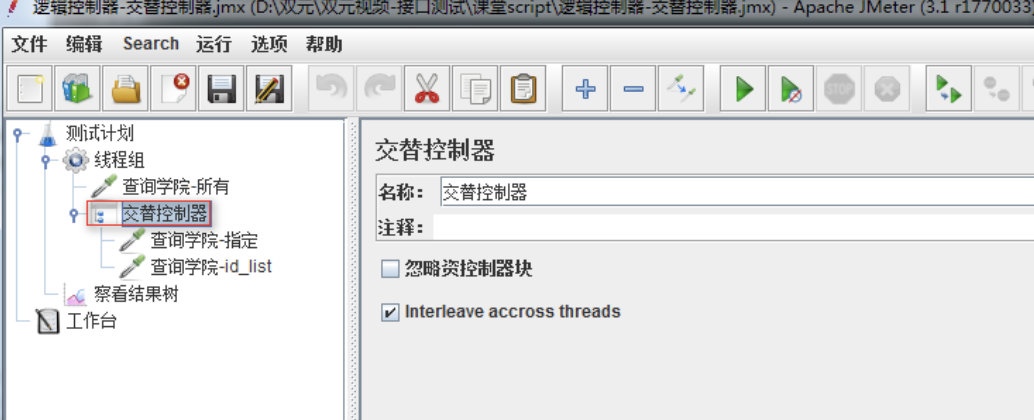 逻辑控制器-交替控制器.jmx (D:\双元\双元视频-接口测试\课堂script\逻辑控制器-交替控制器.jmx) - Apache JMeter (3.1 r1770033)
文件 编辑 Search 运行 选项 帮助
STOP
测试计划
线程组
查询学院-所有
交替控制器
查询学院-指定
查询学院-id_list
察看结果树
工作台
交替控制器
名称： 交替控制器
注释：
忽略资控制器块
Interleave accross threads